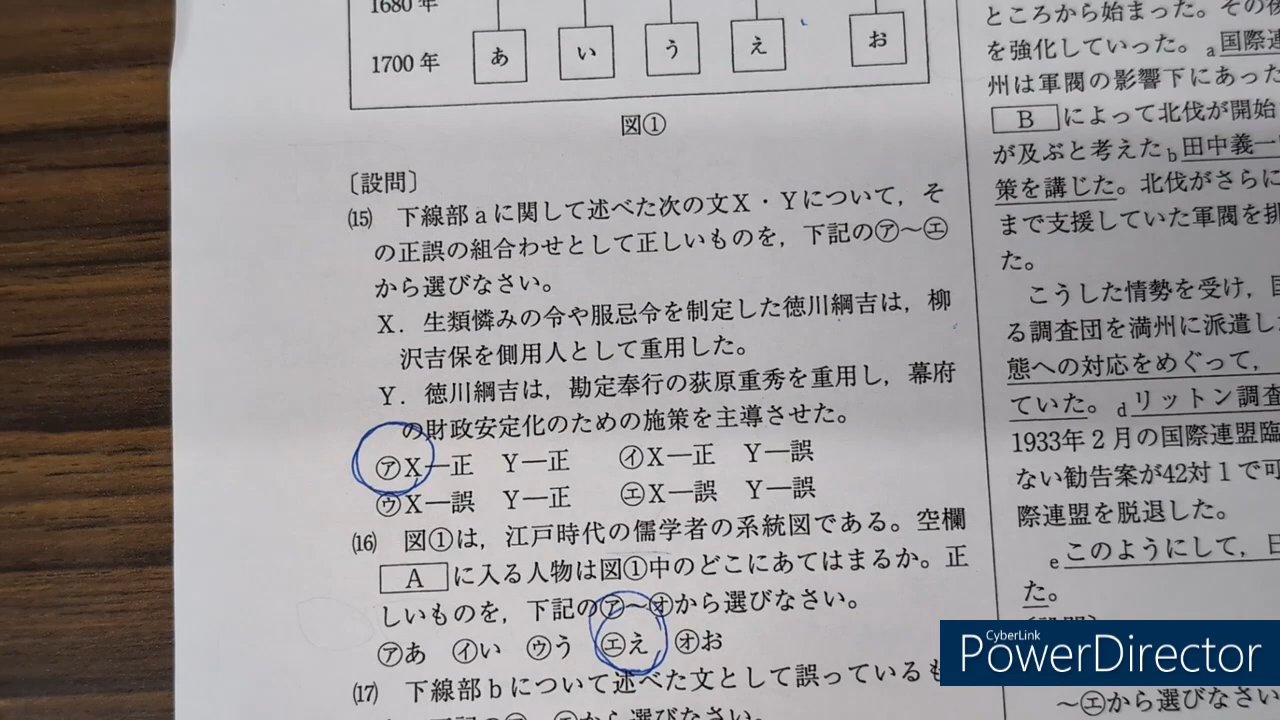 1680年
1700年
あ い う え お
図①
〔設問〕
⒂ 下線部aに関して述べた次の文X・Yについて，そ
の正誤の組合わせとして正しいものを，下記の㋐～㋓
から選びなさい。
X．生類憐みの令や服忌令を制定した徳川綱吉は，柳
沢吉保を側用人として重用した。
Y．徳川綱吉は，勘定奉行の荻原重秀を重用し，幕府
の財政安定化のための施策を主導させた。
㋐X―正 Y―正 ㋑X―正 Y―誤
㋒X―誤 Y―正 ㋓X―誤 Y―誤
⒃ 図①は，江戸時代の儒学者の系統図である。空欄
A に入る人物は図①中のどこにあてはまるか。正
しいものを，下記の㋐～㋔から選びなさい。
㋐あ ㋑い ㋒う ㋓え ㋔お
⒄ 下線部bについて述べた文として誤っているも
から選びなさい。
ところから始まった。その
を強化していった。a国際連
州は軍閥の影響下にあった
B によって北伐が開始
が及ぶと考えたb田中義一
策を講じた。北伐がさらに
まで支援していた軍閥を排
た。
こうした情勢を受け，
る調査団を満州に派遣し
態への対応をめぐって，
ていた。dリットン調査
1933年2月の国際連盟臨
ない勧告案が42対1で可
際連盟を脱退した。
eこのようにして，日
た。
～㋓から選びなさい
CyberLink
PowerDirector